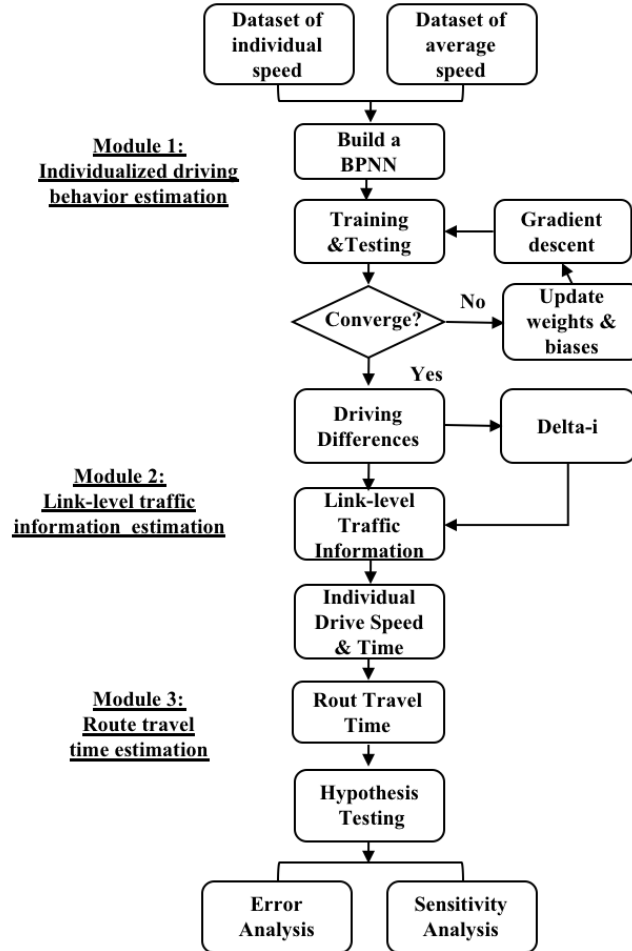 Dataset of
individual
speed
Dataset of
average
speed
Module 1:
Individualized driving
behavior estimation
Build a
BPNN
Training
&Testing
Gradient
descent
Converge?
No
Update
weights &
biases
Yes
Driving
Differences
Delta-i
Module 2:
Link-level traffic
information estimation
Link-level
Traffic
Information
Individual
Drive Speed
& Time
Module 3:
Route travel
time estimation
Rout Travel
Time
Hypothesis
Testing
Error
Analysis
Sensitivity
Analysis